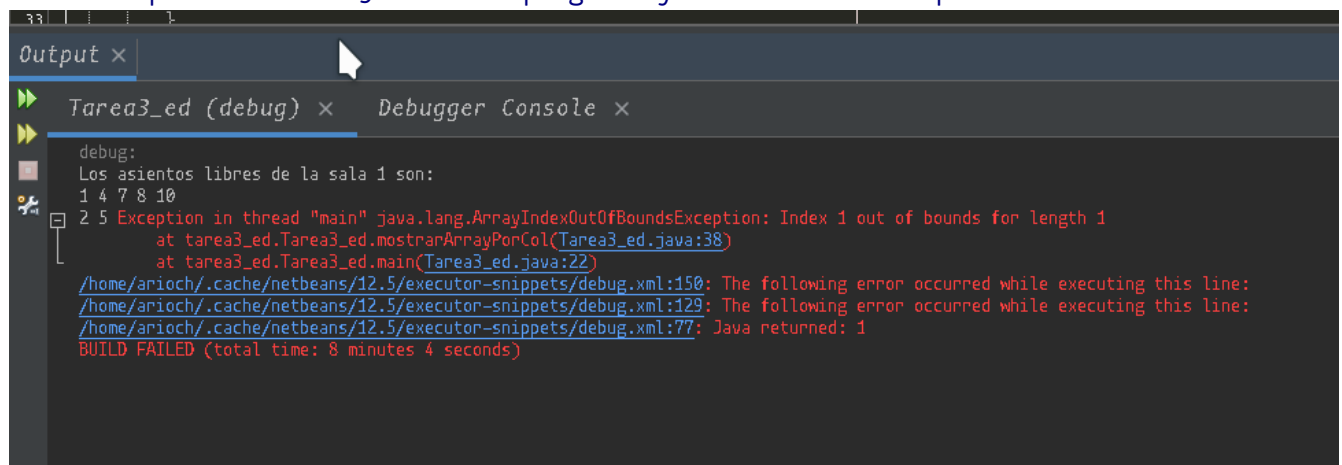 33 }
Output ×
Tarea3_ed (debug) × Debugger Console ×
debug:
Los asientos libres de la sala 1 son:
1 4 7 8 10
2 5 Exception in thread "main" java.lang.ArrayIndexOutOfBoundsException: Index 1 out of bounds for length 1
at tarea3_ed.Tarea3_ed.mostrarArrayPorCol(Tarea3_ed.java:38)
at tarea3_ed.Tarea3_ed.main(Tarea3_ed.java:22)
/home/arioch/.cache/netbeans/12.5/executor-snippets/debug.xml:150: The following error occurred while executing this line:
/home/arioch/.cache/netbeans/12.5/executor-snippets/debug.xml:129: The following error occurred while executing this line:
/home/arioch/.cache/netbeans/12.5/executor-snippets/debug.xml:77: Java returned: 1
BUILD FAILED (total time: 8 minutes 4 seconds)